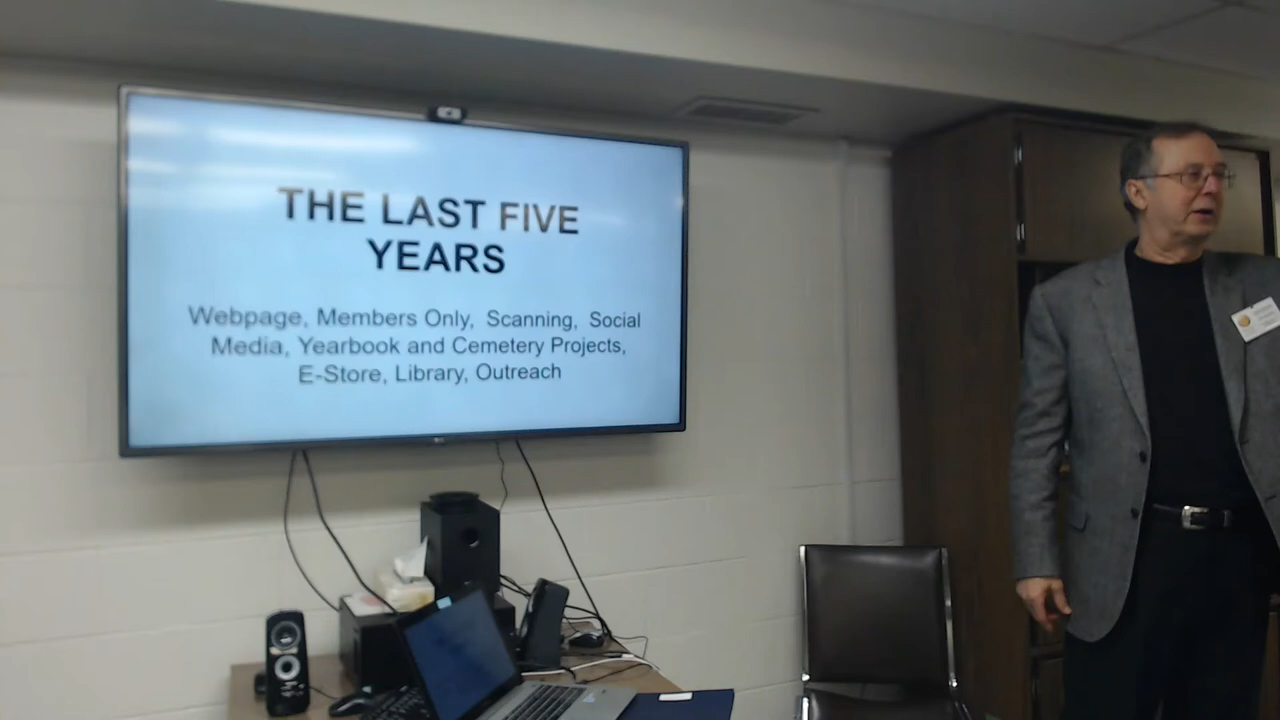 THE LAST FIVE
YEARS
Webpage, Members Only, Scanning, Social
Media, Yearbook and Cemetery Projects,
E-Store, Library, Outreach